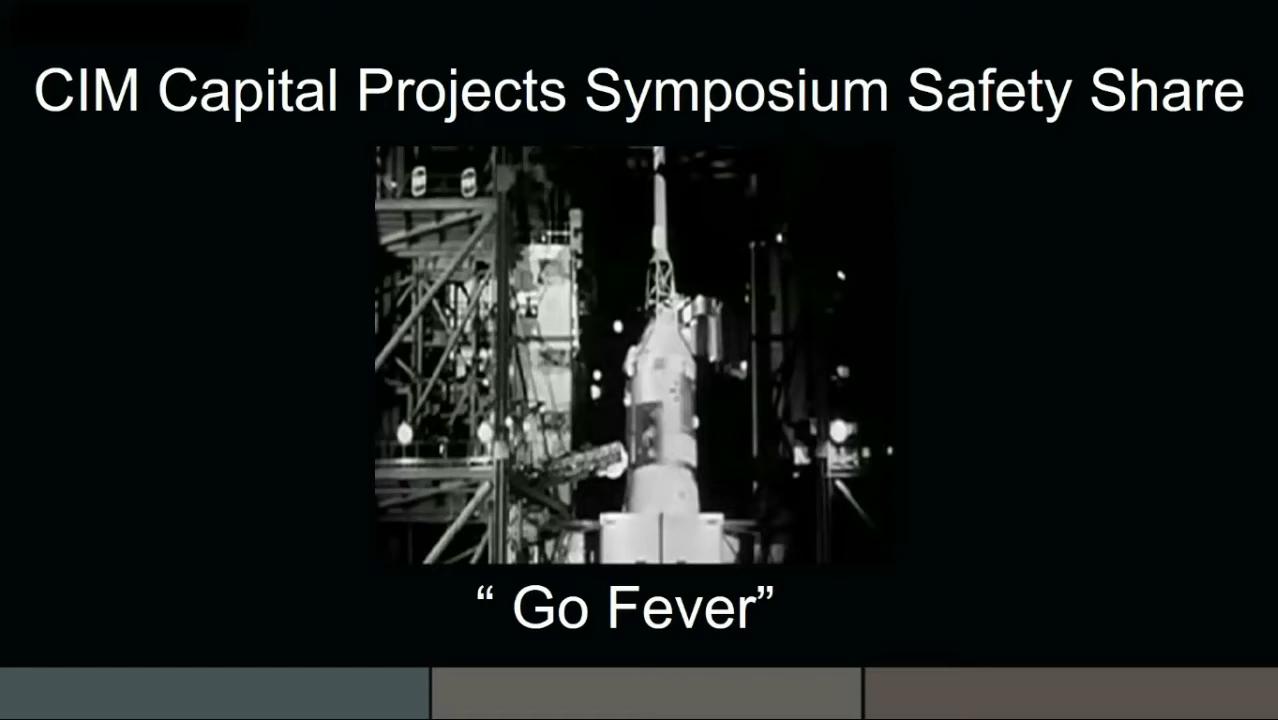 CIM Capital Projects Symposium Safety Share
“ Go Fever”